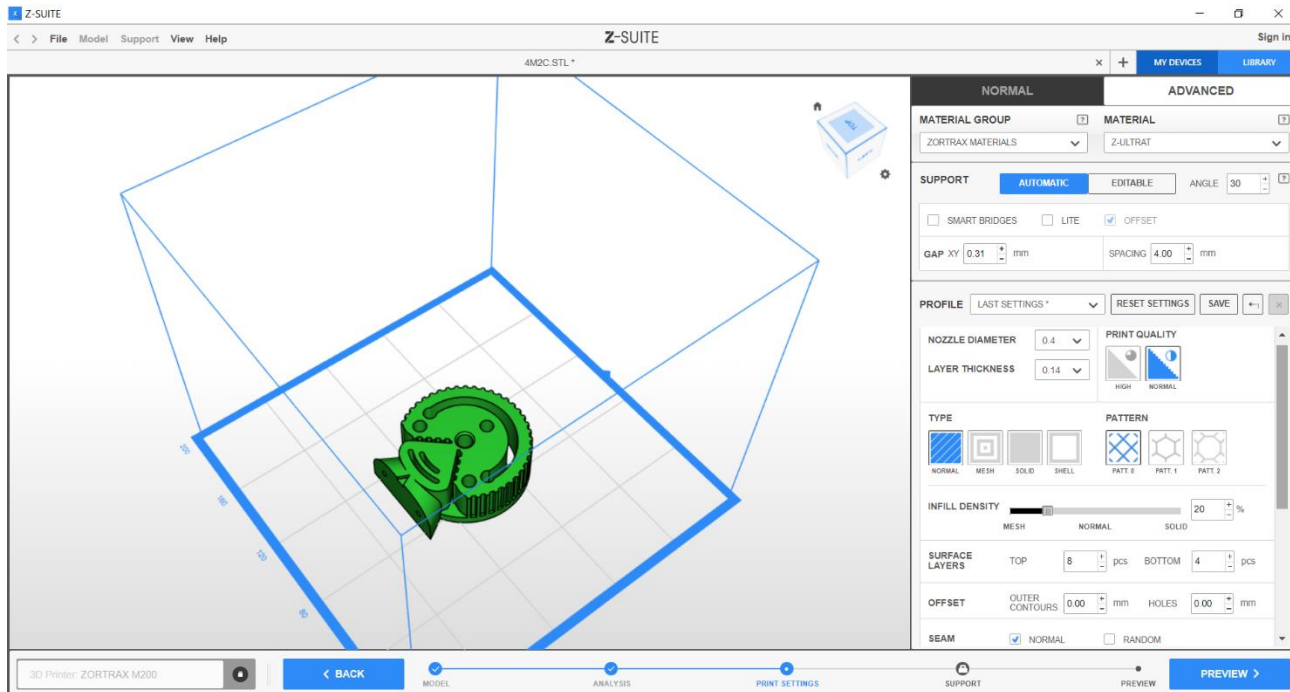 Z-SUITE
File Model Support View Help
Z-SUITE
Sign in
4M2C.STL *
MY DEVICES
LIBRARY
NORMAL
ADVANCED
MATERIAL GROUP ?
MATERIAL ?
ZORTRAX MATERIALS
Z-ULTRAT
SUPPORT
AUTOMATIC
EDITABLE
ANGLE 30 ?
SMART BRIDGES
LITE
OFFSET
GAP XY 0.31 mm
SPACING 4.00 mm
PROFILE
LAST SETTINGS *
RESET SETTINGS
SAVE
NOZZLE DIAMETER 0.4
LAYER THICKNESS 0.14
PRINT QUALITY
HIGH NORMAL
TYPE
NORMAL MESH SOLID SHELL
PATTERN
PATT. 0 PATT. 1 PATT. 2
INFILL DENSITY 20 %
MESH NORMAL SOLID
SURFACE
LAYERS
TOP 8 pcs BOTTOM 4 pcs
OFFSET
OUTER
CONTOURS
0.00 mm HOLES 0.00 mm
SEAM NORMAL RANDOM
TOP
200
160
120
80
3D Printer: ZORTRAX M200
< BACK
MODEL
ANALYSIS
PRINT SETTINGS
SUPPORT
PREVIEW
PREVIEW >